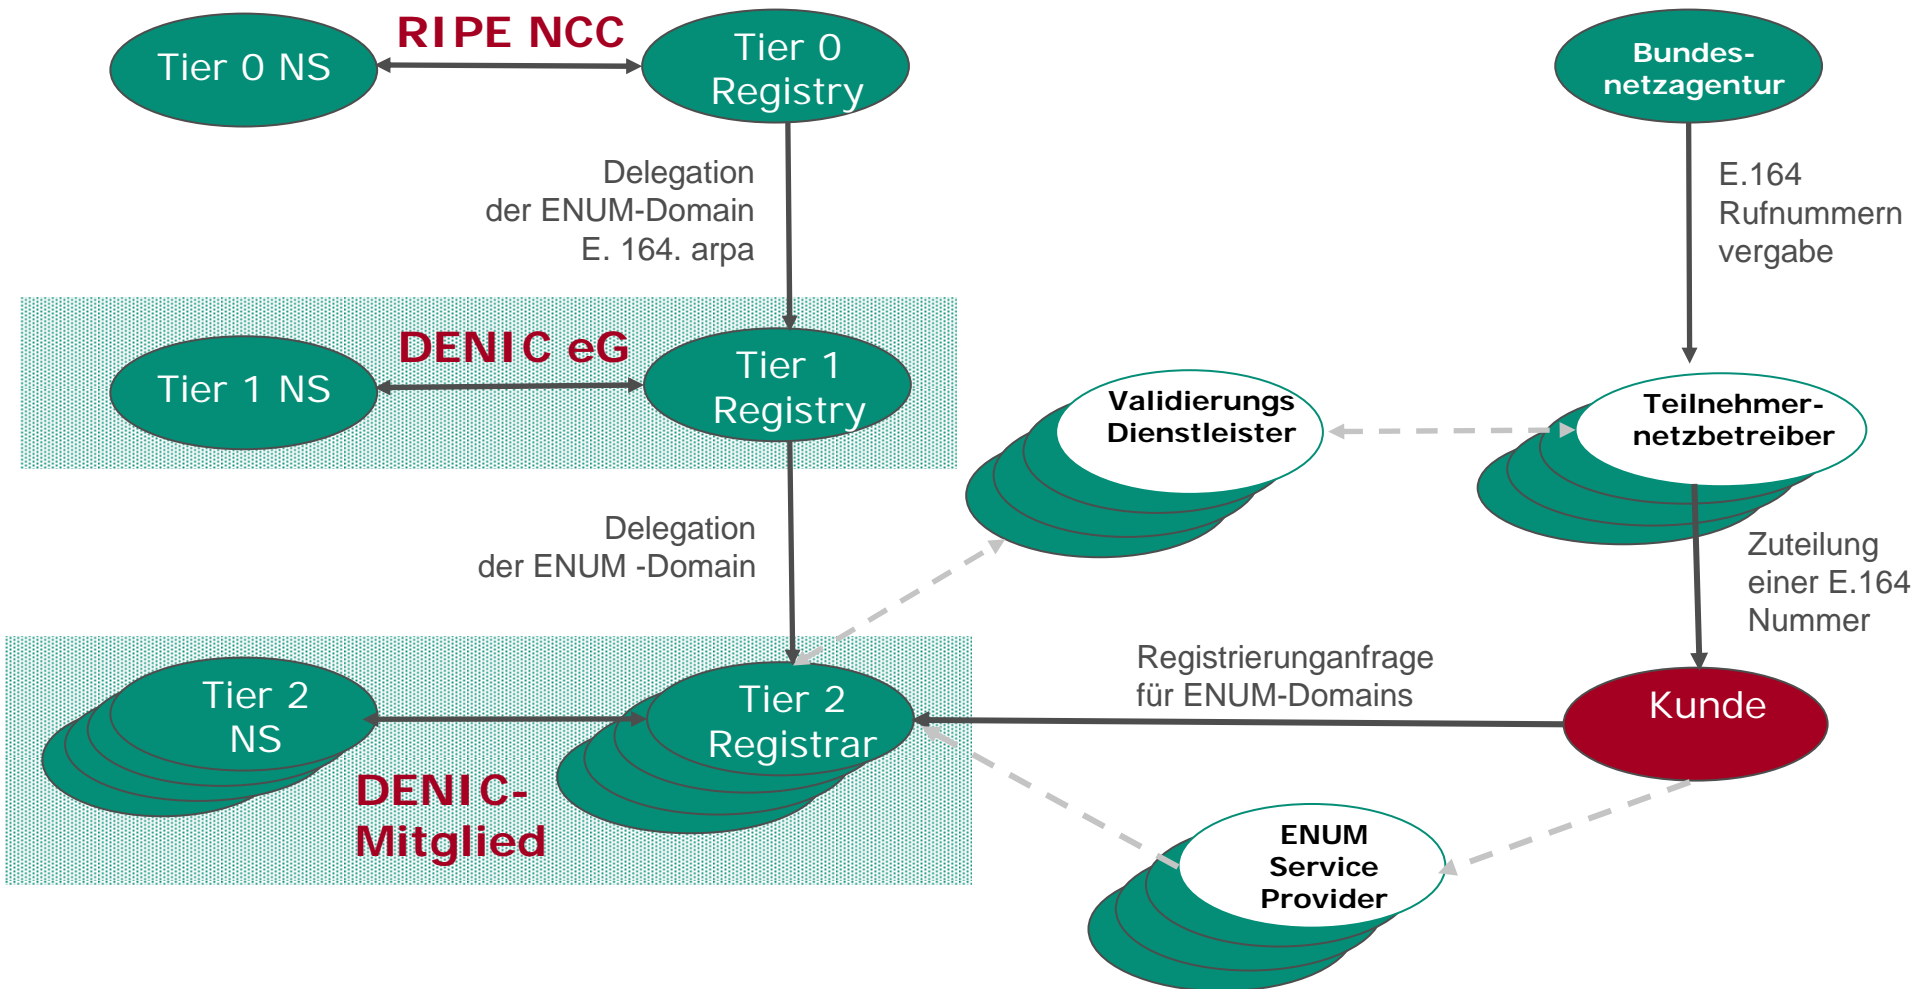 RIPE NCC
Tier 0 NS
Tier 0
Registry
Bundes-
netzagentur
Delegation
der ENUM-Domain
E. 164. arpa
E.164
Rufnummern
vergabe
DENIC eG
Tier 1 NS
Tier 1
Registry
Validierungs
Dienstleister
Teilnehmer-
netzbetreiber
Delegation
der ENUM -Domain
Zuteilung
einer E.164
Nummer
Registrierunganfrage
für ENUM-Domains
Tier 2
NS
Tier 2
Registrar
Kunde
DENIC-
Mitglied
ENUM
Service
Provider